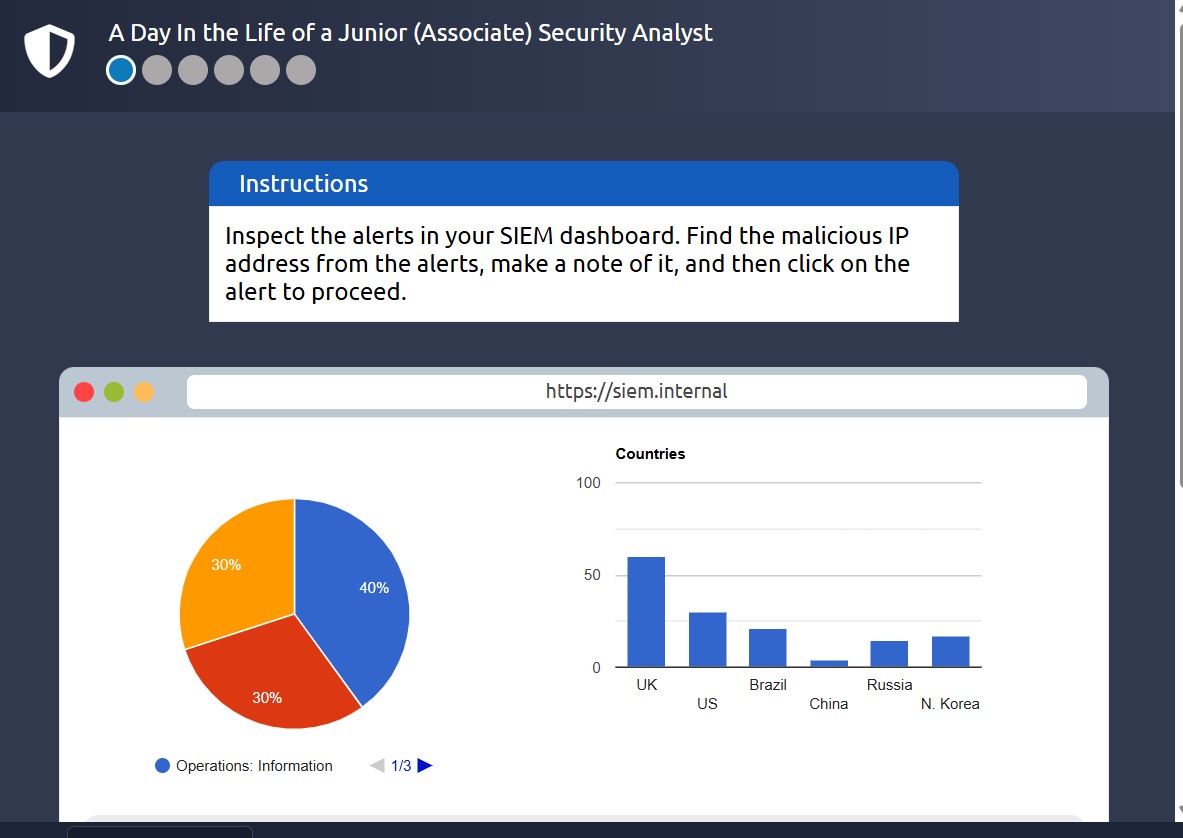 A Day In the Life of a Junior (Associate) Security Analyst
Instructions
Inspect the alerts in your SIEM dashboard. Find the malicious IP
address from the alerts, make a note of it, and then click on the
alert to proceed.
https://siem.internal
30%
40%
30%
Operations: Information
1/3
Countries
100
50
0
UK
US
Brazil
China
Russia
N. Korea